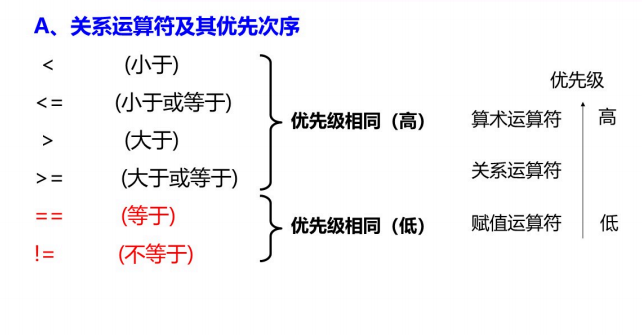 A、关系运算符及其优先次序
< (小于)
<= (小于或等于)
> (大于)
>= (大于或等于)
优先级相同（高）
== (等于)
!= (不等于)
优先级相同（低）
优先级
算术运算符 高
关系运算符
赋值运算符 低